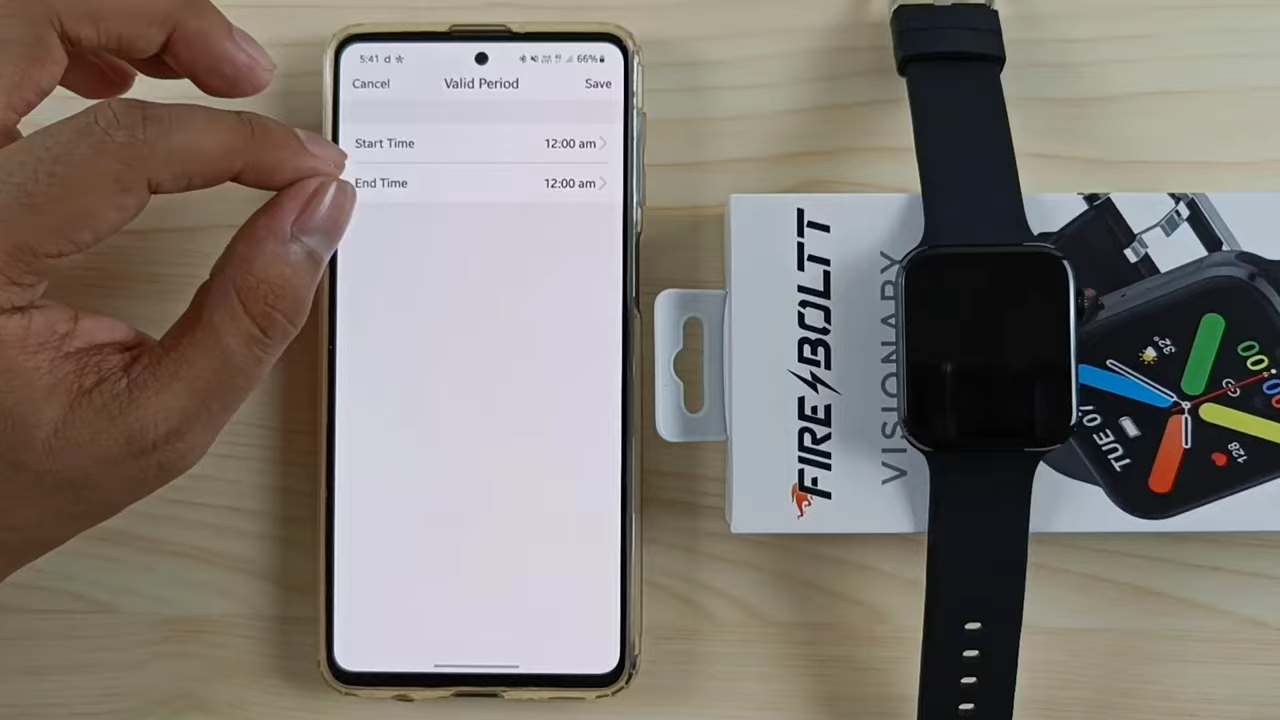 5:41 d
66%
Cancel
Valid Period
Save
Start Time
12:00 am
End Time
12:00 am
FIRE BOLTT
VISIONARY
32°
00
TUE 07
128